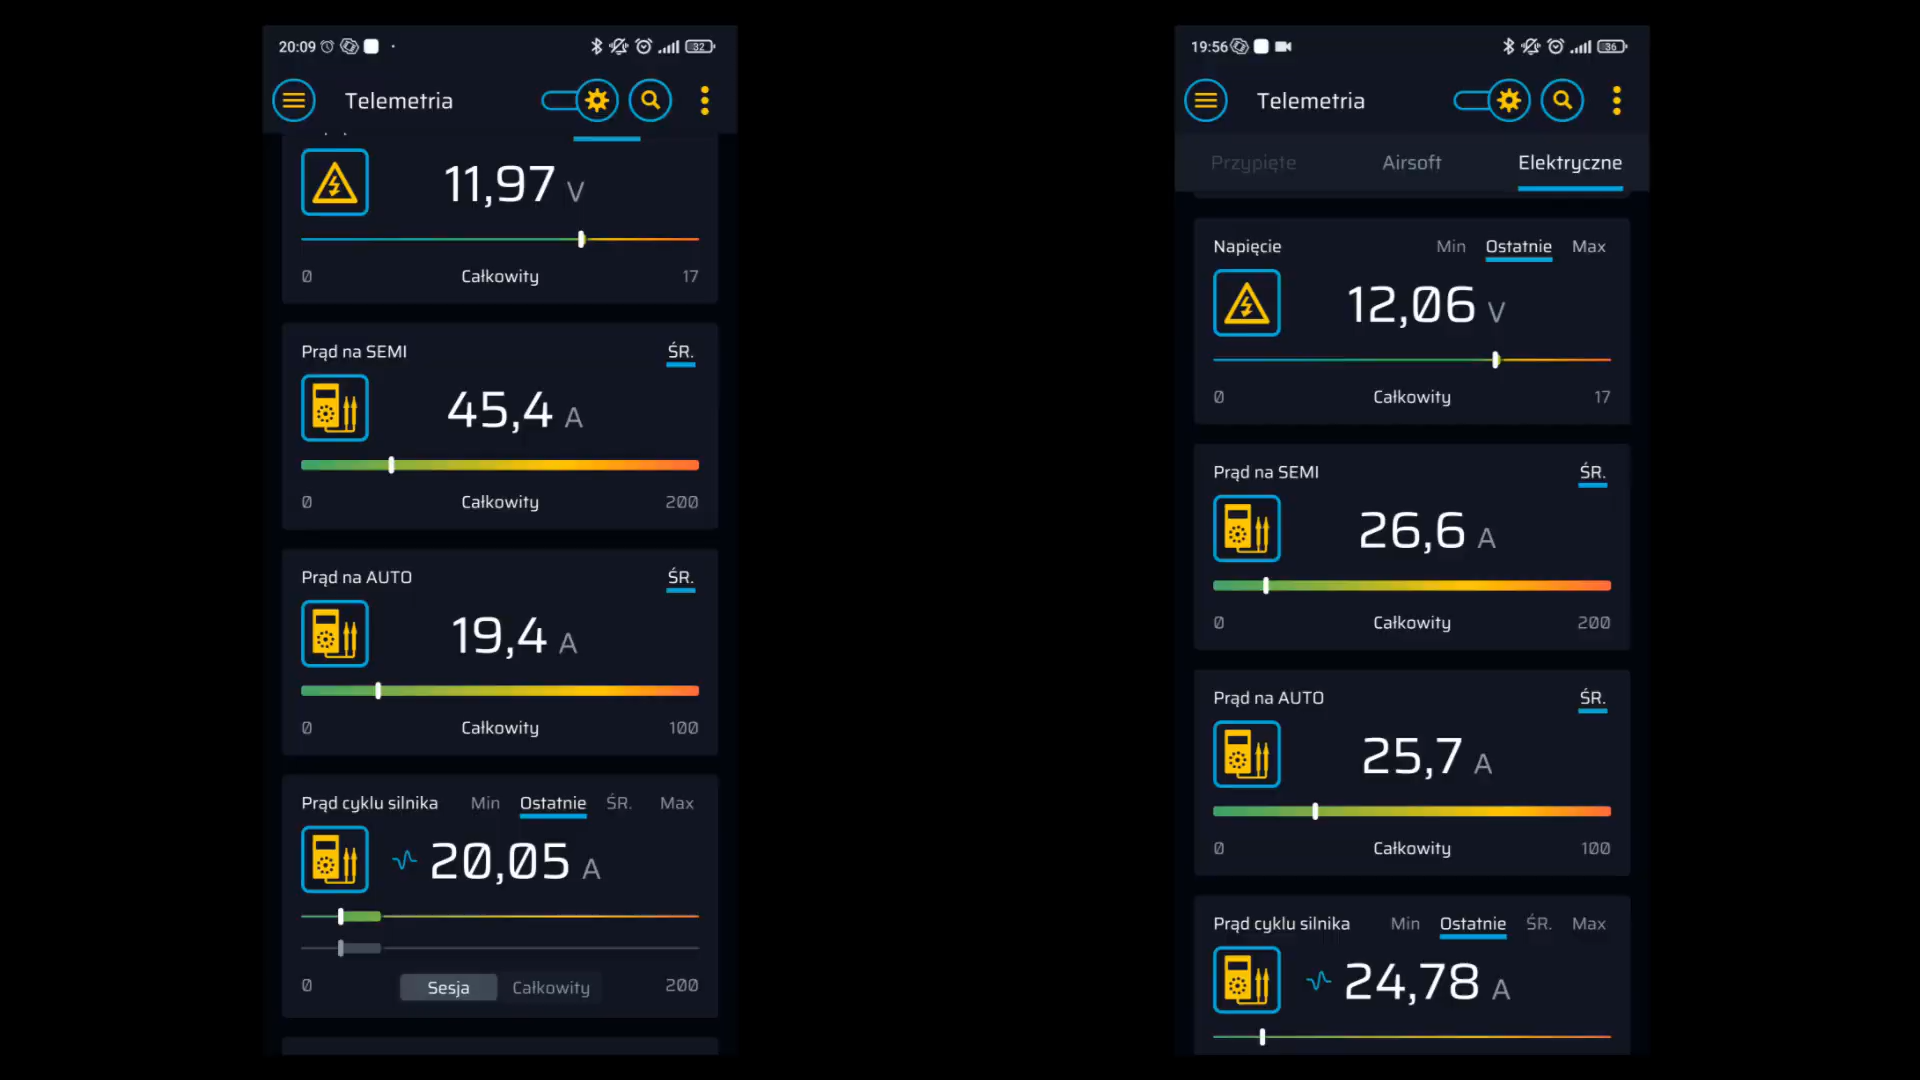 20:09
32
Telemetria
11,97 V
0 Całkowity 17
Prąd na SEMI ŚR.
45,4 A
0 Całkowity 200
Prąd na AUTO ŚR.
19,4 A
0 Całkowity 100
Prąd cyklu silnika Min Ostatnie ŚR. Max
20,05 A
0 Sesja Całkowity 200
19:56
36
Telemetria
Przypięte Airsoft Elektryczne
Napięcie Min Ostatnie Max
12,06 V
0 Całkowity 17
Prąd na SEMI ŚR.
26,6 A
0 Całkowity 200
Prąd na AUTO ŚR.
25,7 A
0 Całkowity 100
Prąd cyklu silnika Min Ostatnie ŚR. Max
24,78 A